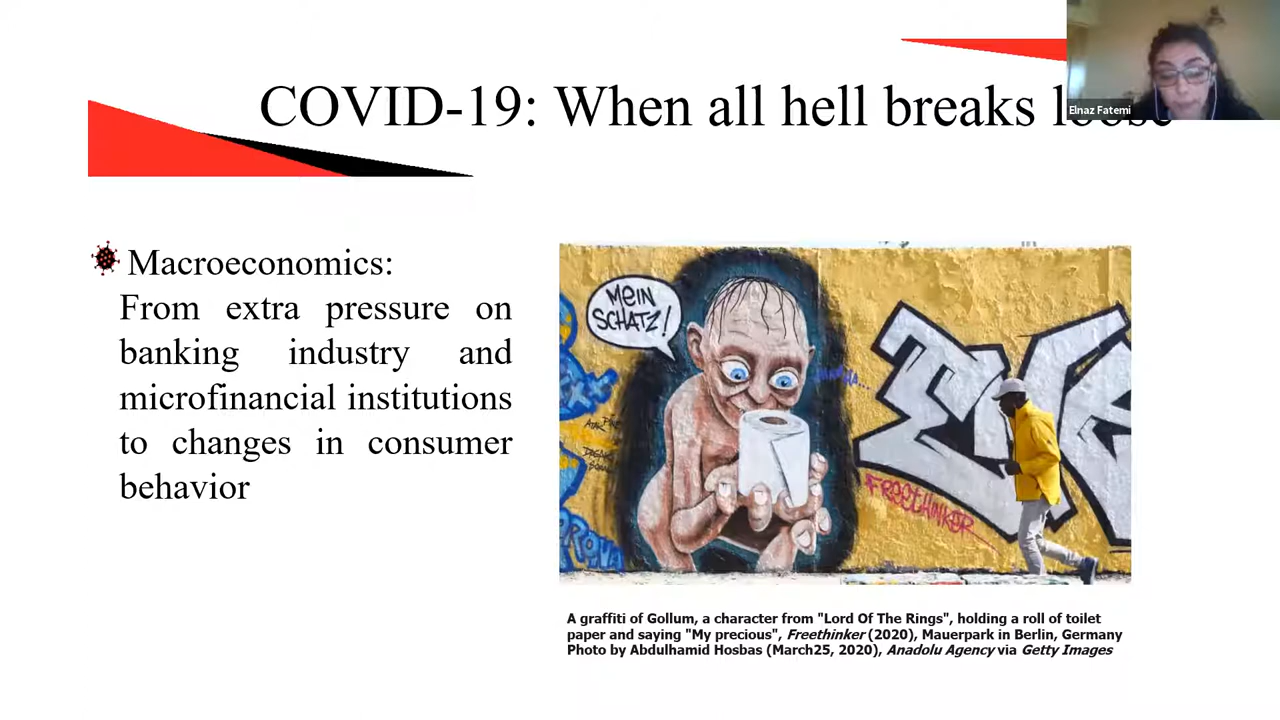 COVID-19: When all hell breaks loose
Elnaz Fatemi
Macroeconomics:
From extra pressure on
banking industry and
microfinancial institutions
to changes in consumer
behavior
MEIN
SCHATZ!
FREETHINKER
A graffiti of Gollum, a character from "Lord Of The Rings", holding a roll of toilet
paper and saying "My precious", Freethinker (2020), Mauerpark in Berlin, Germany
Photo by Abdulhamid Hosbas (March25, 2020), Anadolu Agency via Getty Images